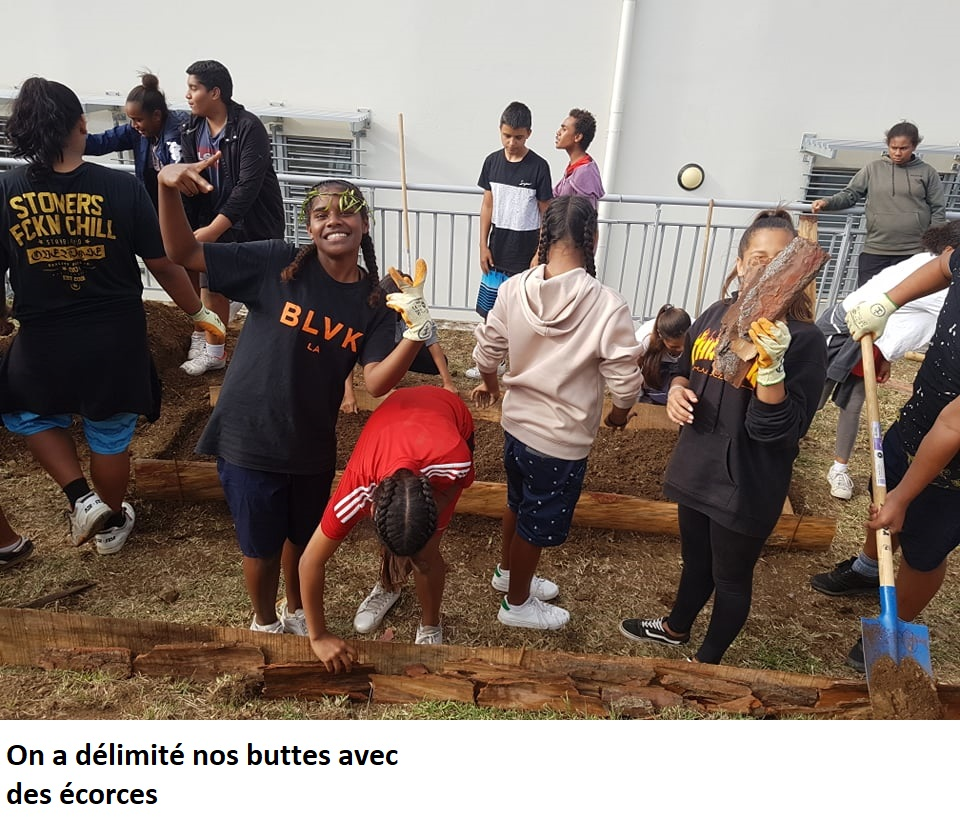 STONERS
FCKN CHILL
BLVK
LA
On a délimité nos buttes avec
des écorces